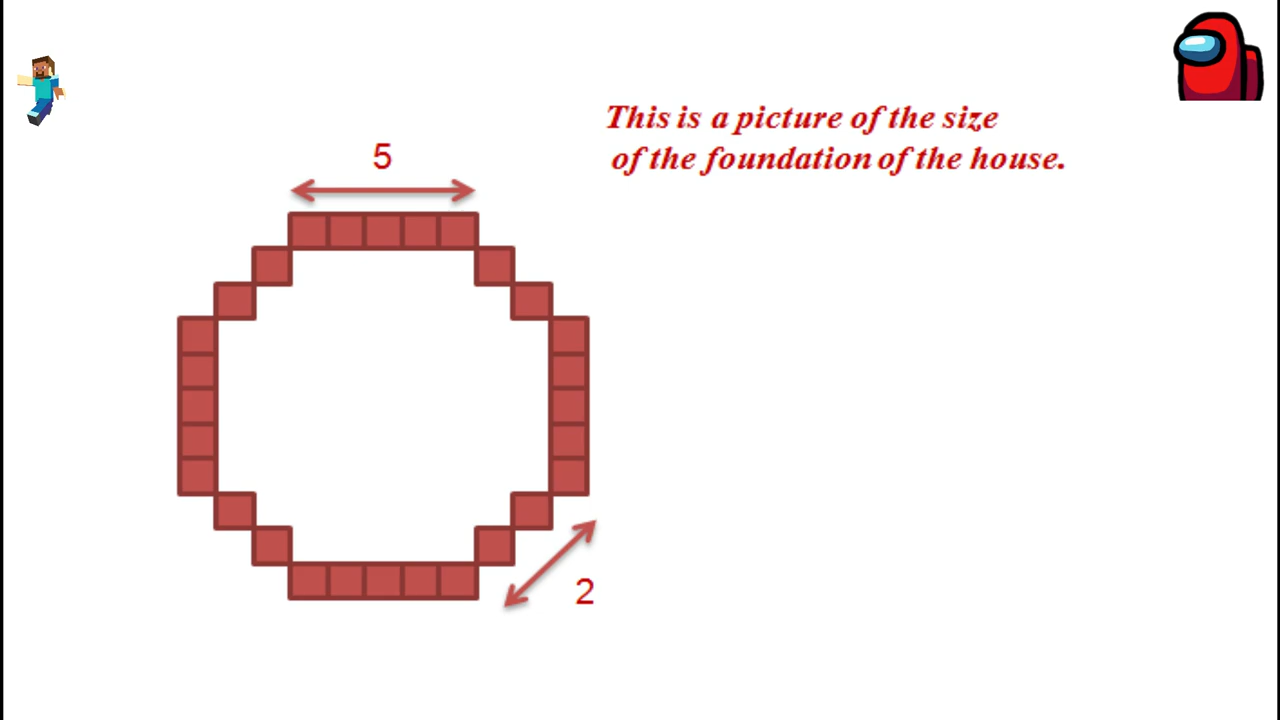 This is a picture of the size
of the foundation of the house.
5
2